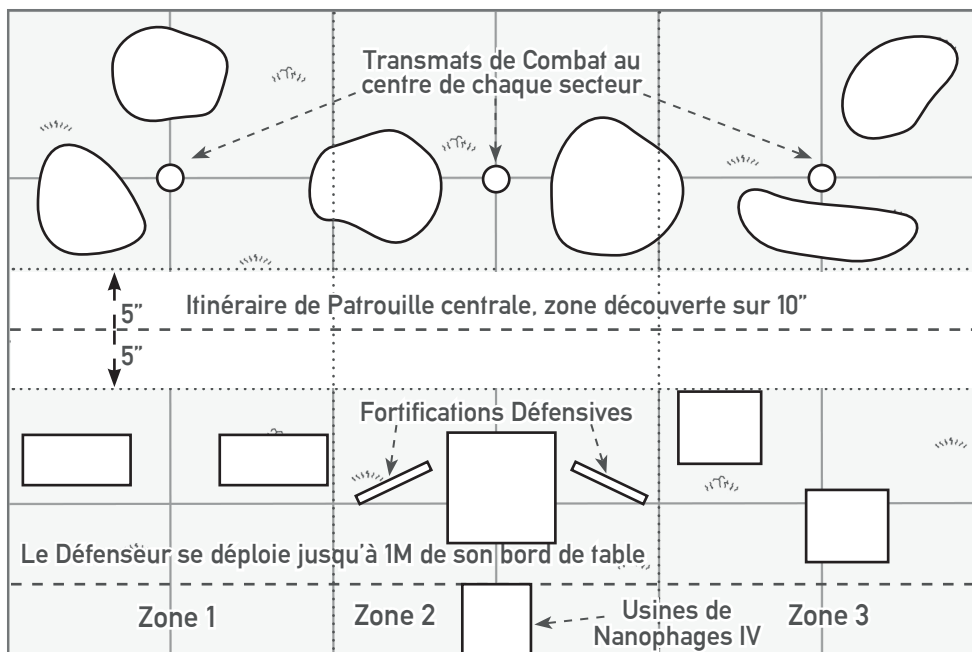 Transmats de Combat au
centre de chaque secteur
Itinéraire de Patrouille centrale, zone découverte sur 10”
5”
5”
Fortifications Défensives
Le Défenseur se déploie jusqu’à 1M de son bord de table
Zone 1
Zone 2
Usines de
Nanophages IV
Zone 3